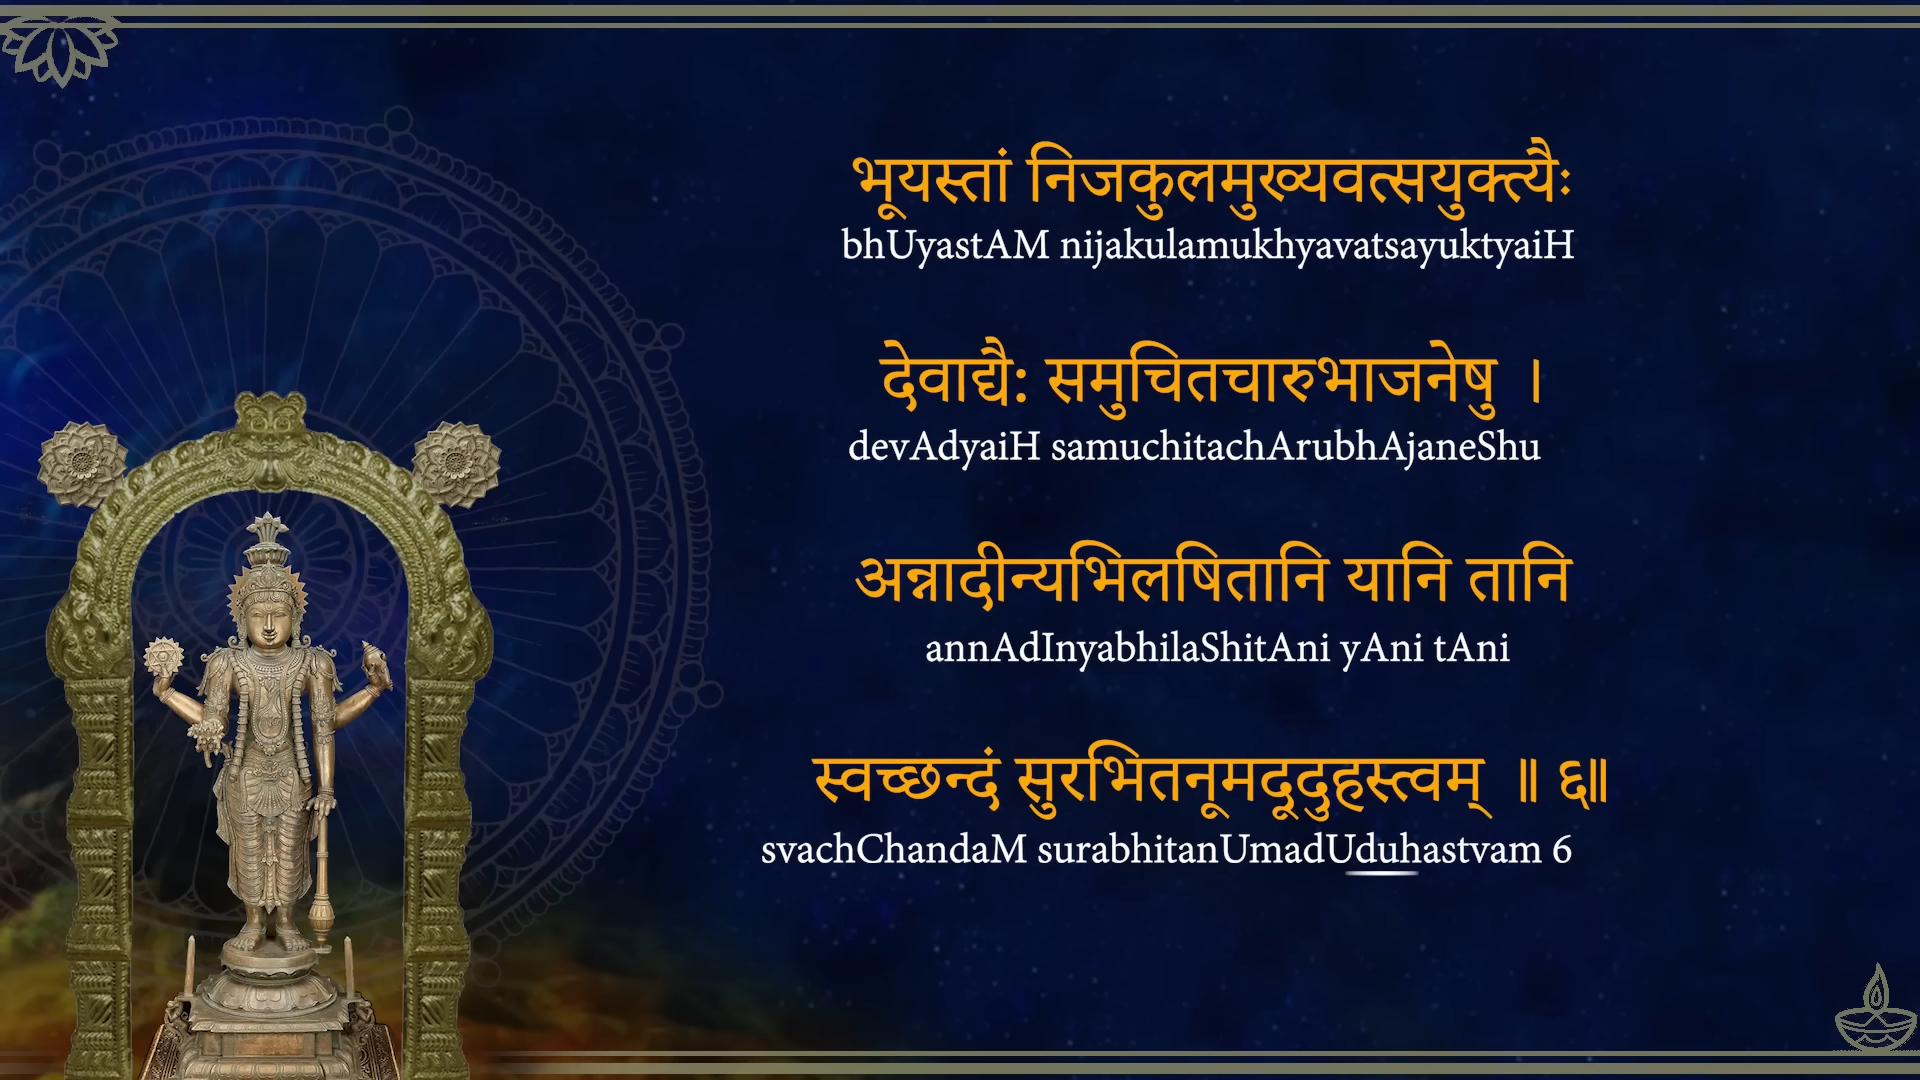 भूयस्तां निजकुलमुख्यवत्सयुक्त्यैः
bhUyastAM nijakulamukhyavatsayuktyaiH
देवाद्यैः समुचितचारुभाजनेषु ।
devAdyaiH samuchitachArubhAjaneShu
अन्नादीन्यभिलषितानि यानि तानि
annAdInyabhilaShitAni yAni tAni
स्वच्छन्दं सुरभितनूमदूदुहस्त्वम् ॥ ६॥
svachChandaM surabhitanUmadUduhastvam 6